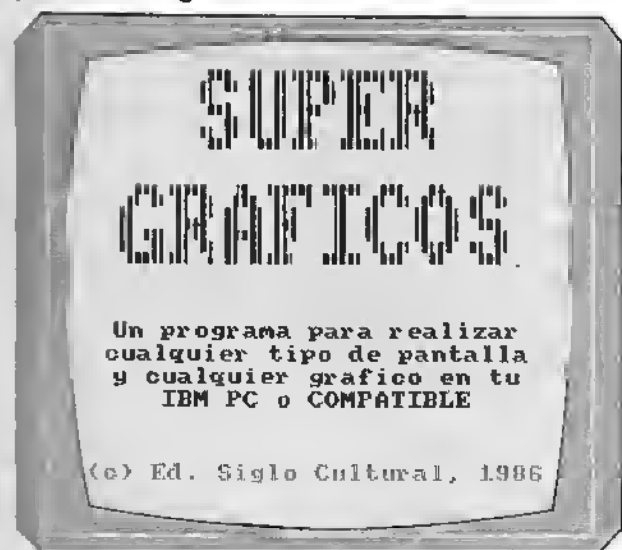 SUPER
GRAFICOS
Un programa para realizar
cualquier tipo de pantalla
y cualquier grafico en tu
IBM PC o COMPATIBLE
(c) Ed. Siglo Cultural, 1986